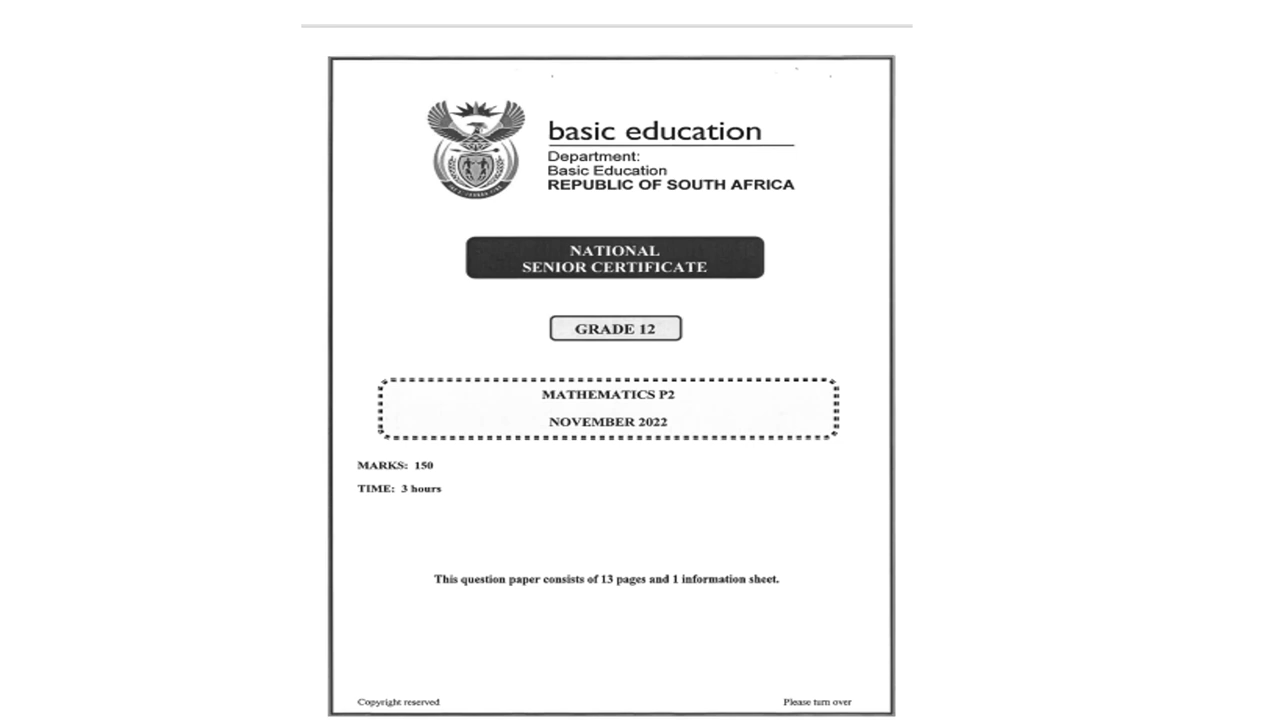 basic education
Department:
Basic Education
REPUBLIC OF SOUTH AFRICA
NATIONAL
SENIOR CERTIFICATE
GRADE 12
MATHEMATICS P2
NOVEMBER 2022
MARKS: 150
TIME: 3 hours
This question paper consists of 13 pages and 1 information sheet.
Copyright reserved
Please turn over